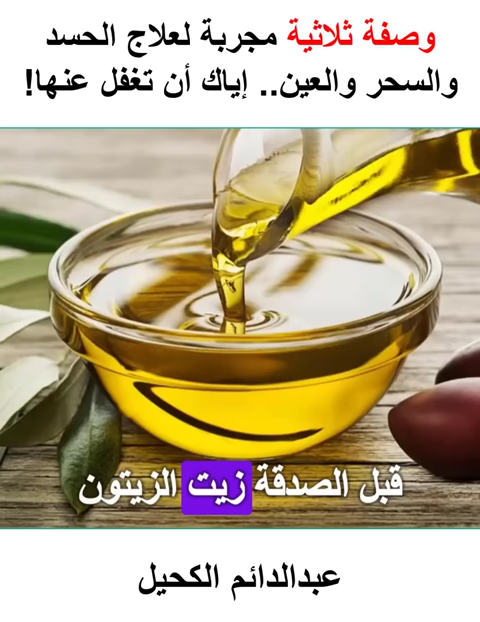 وصفة ثلاثية مجربة لعلاج الحسد
والسحر والعين.. إياك أن تغفل عنها!
قبل الصدقة زيت الزيتون
عبدالدائم الكحيل